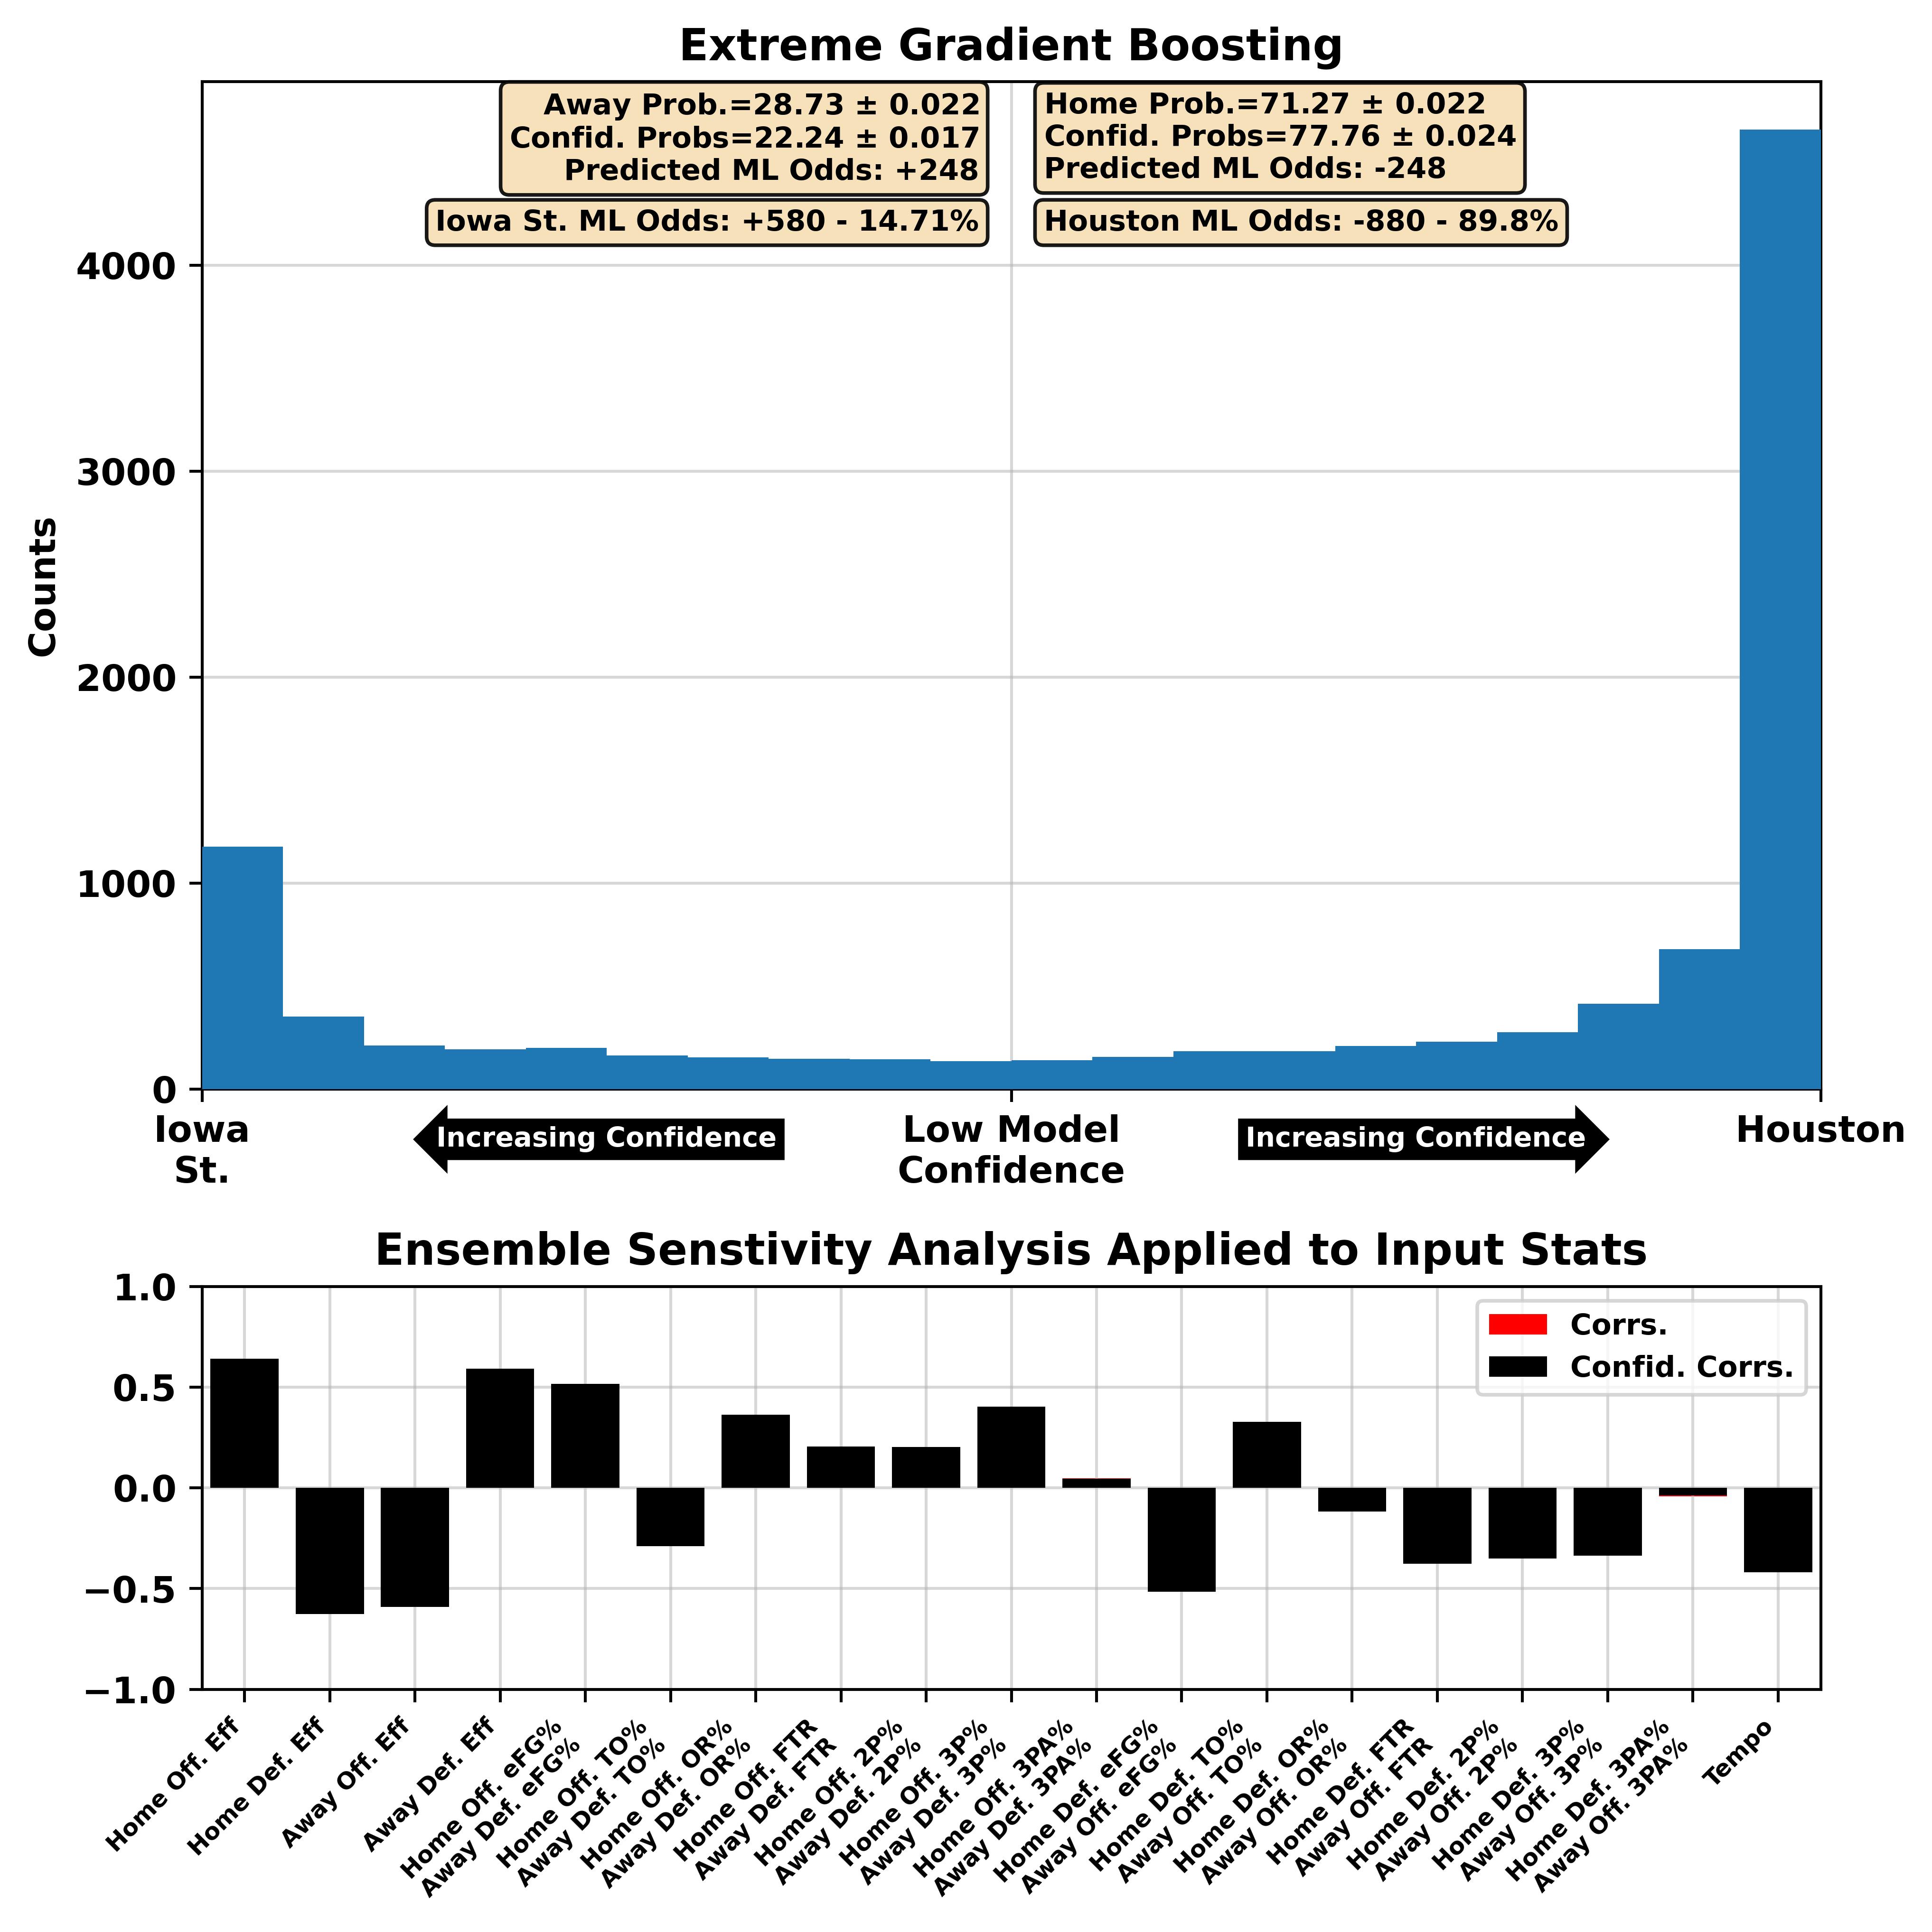 Extreme Gradient Boosting
Away Prob.=28.73 ± 0.022
Confid. Probs=22.24 ± 0.017
Predicted ML Odds: +248
Home Prob.=71.27 ± 0.022
Confid. Probs=77.76 ± 0.024
Predicted ML Odds: -248
Iowa St. ML Odds: +580 - 14.71%
Houston ML Odds: -880 - 89.8%
Counts
4000
3000
2000
1000
0
Iowa
St.
Increasing Confidence
Low Model
Confidence
Increasing Confidence
Houston
Ensemble Senstivity Analysis Applied to Input Stats
1.0
0.5
0.0
−0.5
−1.0
Corrs.
Confid. Corrs.
Home Off. Eff
Home Def. Eff
Away Off. Eff
Away Def. Eff
Home Off. eFG%
Away Def. eFG%
Home Off. TO%
Away Def. TO%
Home Off. OR%
Away Def. OR%
Home Off. FTR
Away Def. FTR
Home Off. 2P%
Away Def. 2P%
Home Off. 3P%
Away Def. 3P%
Home Off. 3PA%
Away Def. 3PA%
Home Def. eFG%
Away Off. eFG%
Home Def. TO%
Away Off. TO%
Home Def. OR%
Away Off. OR%
Home Def. FTR
Away Off. FTR
Home Def. 2P%
Away Off. 2P%
Home Def. 3P%
Away Off. 3P%
Home Def. 3PA%
Away Off. 3PA%
Tempo